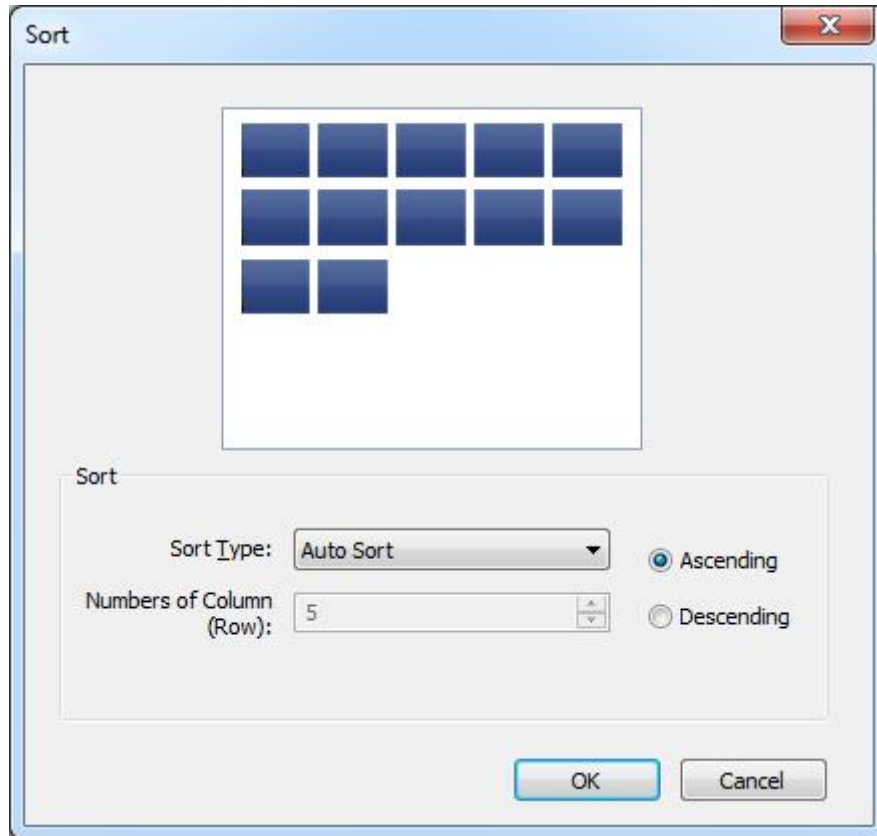 Sort
Sort
Sort Type:
Auto Sort
Ascending
Numbers of Column
(Row):
5
Descending
OK
Cancel